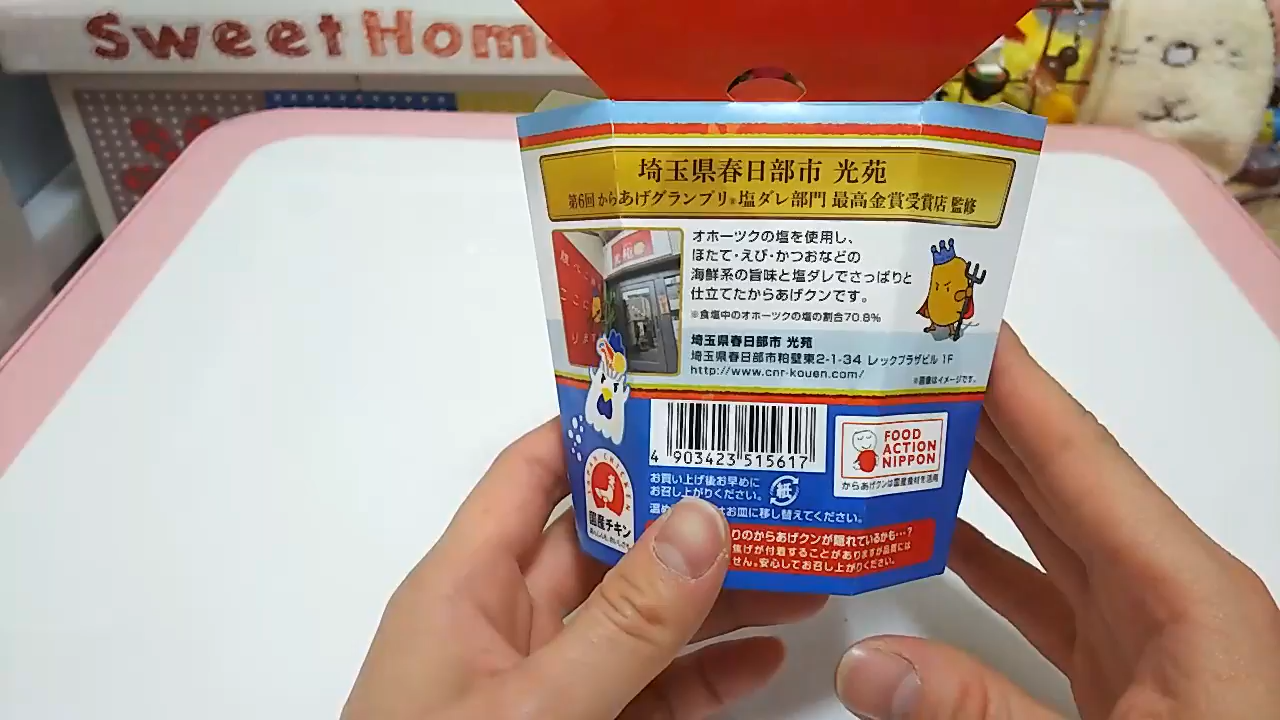 Sweet Hom
埼玉県春日部市 光苑
第6回 からあげグランプリ® 塩ダレ部門 最高金賞受賞店 監修
オホーツクの塩を使用し、
ほたて・えび・かつおなどの
海鮮系の旨味と塩ダレでさっぱりと
仕立てたからあげクンです。
※食塩中のオホーツクの塩の割合70.8%
埼玉県春日部市 光苑
埼玉県春日部市粕壁東2-1-34 レックプラザビル 1F
http://www.cnr-kouen.com/
※画像はイメージです。
4 903423 515617
FOOD
ACTION
NIPPON
からあげクンは国産食材を活用
お買い上げ後お早めに
お召し上がりください。
紙
温め
はお皿に移し替えてください。
国産チキン
りのからあげクンが隠れているかも…?
焦げが付着することがありますが品質には
せん。安心してお召し上がりください。